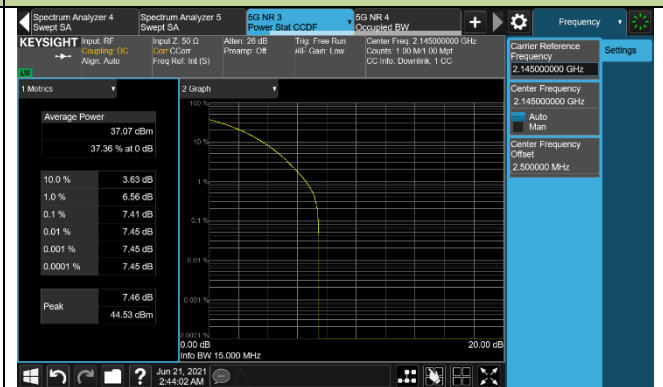 Spectrum Analyzer 4
Swept SA
Spectrum Analyzer 5
Swept SA
5G NR 3
Power Stat CCDF
5G NR 4
Occupied BW
Frequency
KEYSIGHT
Input: RF
Coupling: DC
Align: Auto
Input Z: 50 Ω
Corr CCorr
Freq Ref: Int (S)
Atten: 26 dB
Preamp: Off
Trig: Free Run
#IF Gain: Low
Center Freq: 2.145000000 GHz
Counts: 1.00 M/1.00 Mpt
CC Info: Downlink, 1 CC
LM
1 Metrics
Average Power
37.07 dBm
37.36 % at 0 dB
10.0 % 3.63 dB
1.0 % 6.56 dB
0.1 % 7.41 dB
0.01 % 7.45 dB
0.001 % 7.45 dB
0.0001 % 7.45 dB
Peak
7.46 dB
44.53 dBm
2 Graph
100 %
10 %
1 %
0.1 %
0.01 %
0.001 %
0.0001 %
0.00 dB
20.00 dB
Info BW 15.000 MHz
Carrier Reference
Frequency
2.145000000 GHz
Center Frequency
2.145000000 GHz
Auto
Man
Center Frequency
Offset
2.500000 MHz
Settings
?
Jun 21, 2021
2:44:02 AM